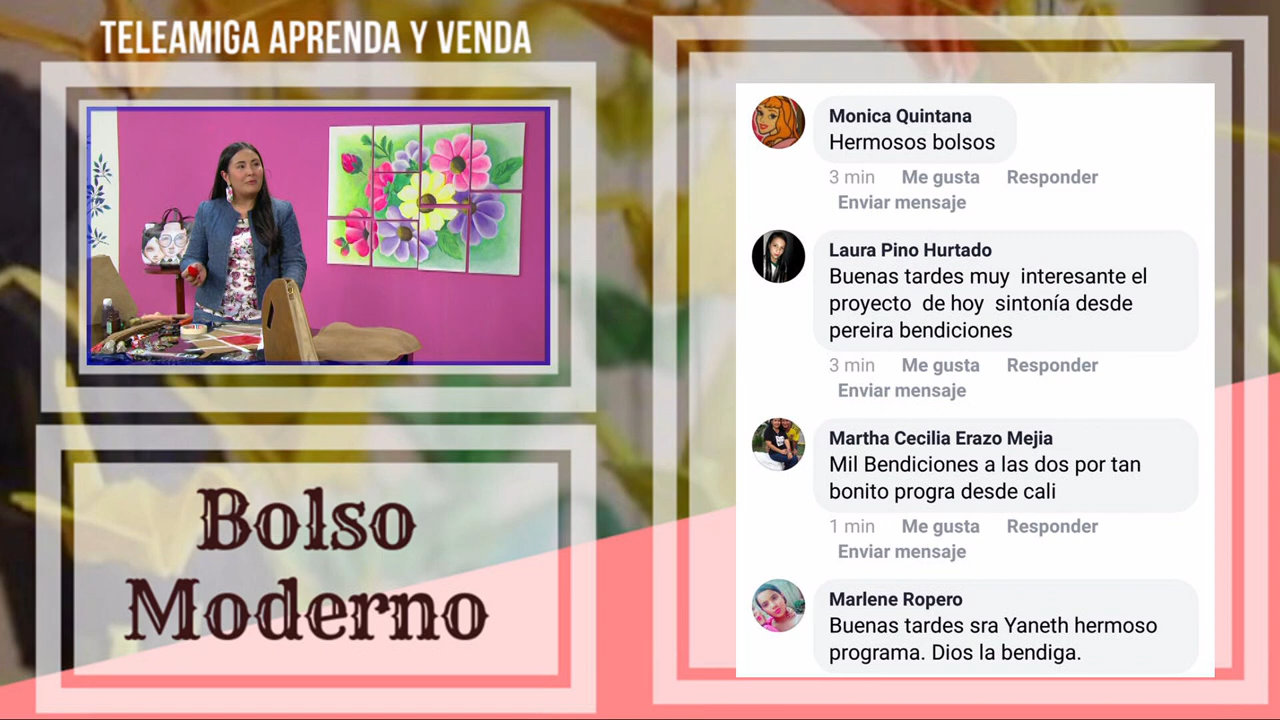 TELEAMIGA APRENDA Y VENDA
Bolso
Moderno
Monica Quintana
Hermosos bolsos
3 min Me gusta Responder
Enviar mensaje
Laura Pino Hurtado
Buenas tardes muy interesante el
proyecto de hoy sintonía desde
pereira bendiciones
3 min Me gusta Responder
Enviar mensaje
Martha Cecilia Erazo Mejia
Mil Bendiciones a las dos por tan
bonito progra desde cali
1 min Me gusta Responder
Enviar mensaje
Marlene Ropero
Buenas tardes sra Yaneth hermoso
programa. Dios la bendiga.